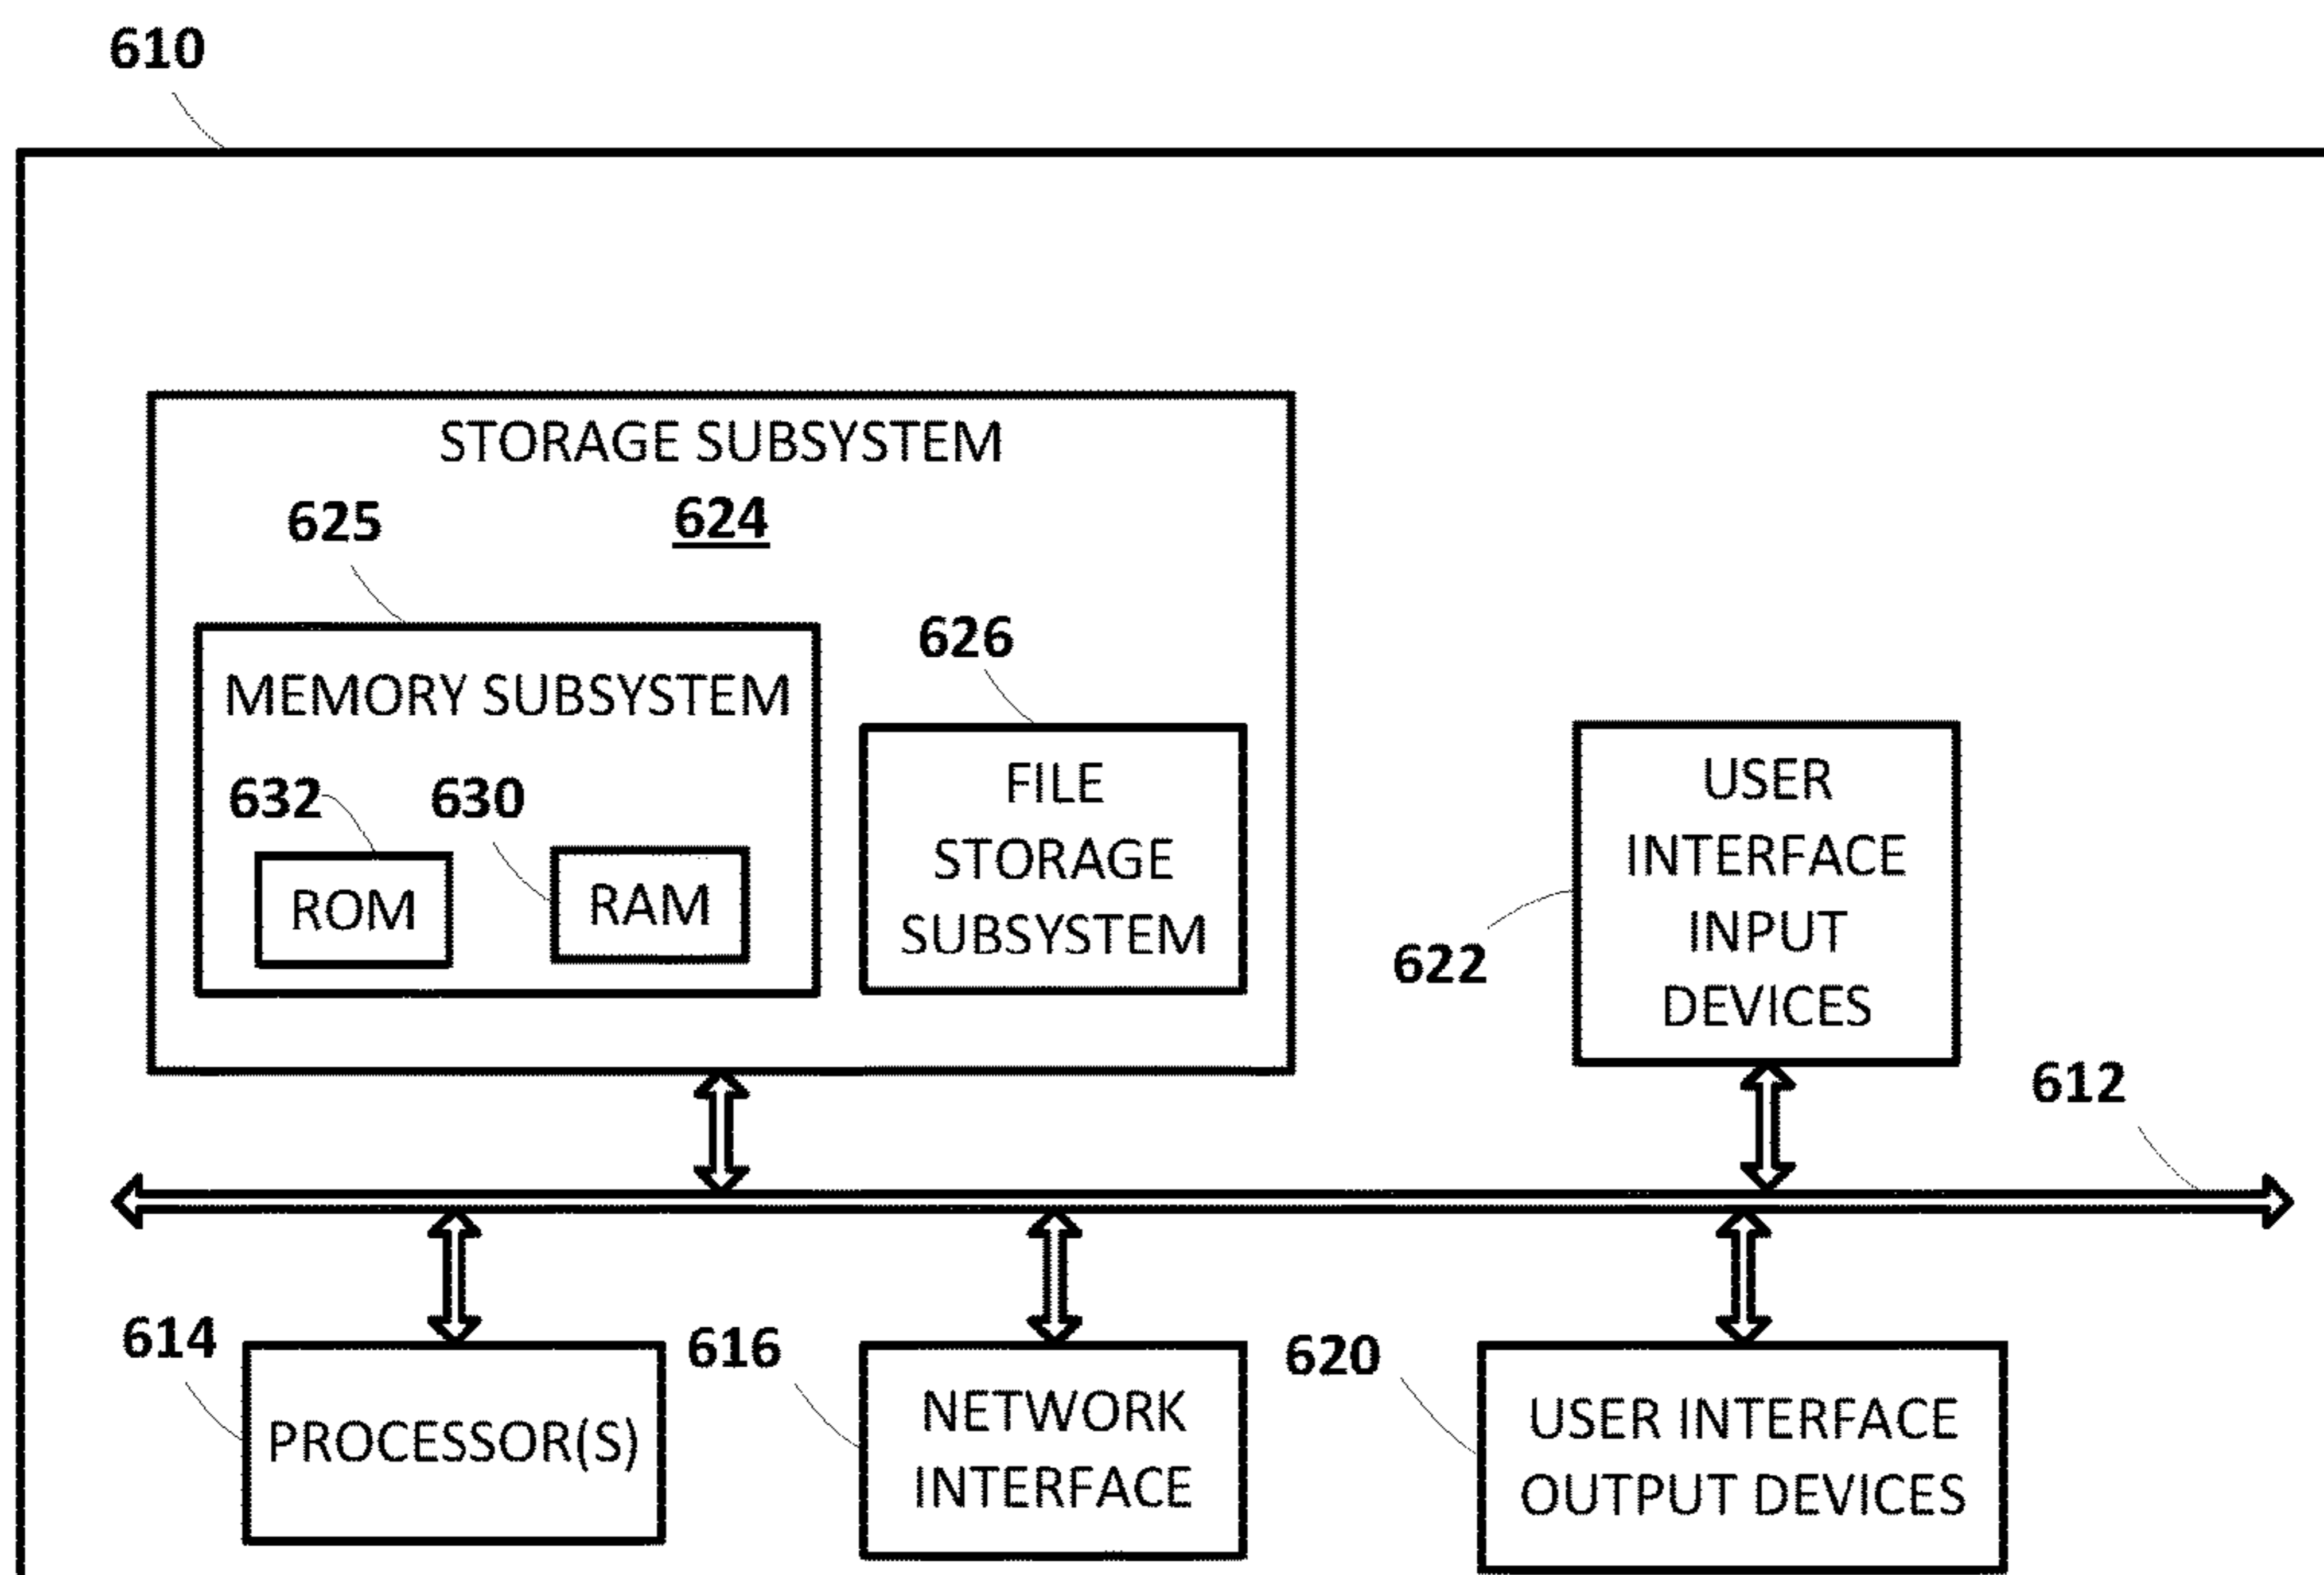 610
STORAGE SUBSYSTEM
624
625
MEMORY SUBSYSTEM
632
630
ROM
RAM
626
FILE
STORAGE
SUBSYSTEM
USER
INTERFACE
INPUT
DEVICES
622
612
614
PROCESSOR(S)
616
NETWORK
INTERFACE
620
USER INTERFACE
OUTPUT DEVICES